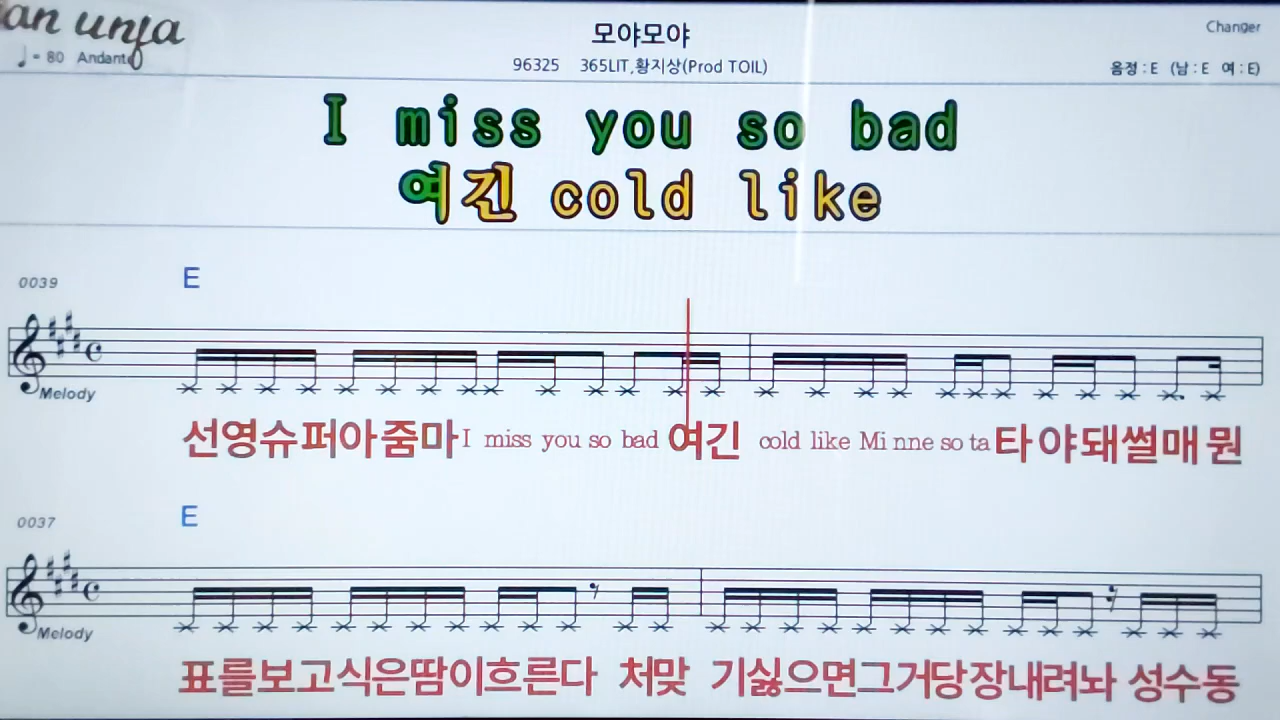 an unja
♩= 80 Andante
모야모야
96325 365LIT,황지상(Prod TOIL)
Changer
음정 : E (남 : E 여 : E)
I miss you so bad
여긴 cold like
0039
E
Melody
선영슈퍼아줌마 I miss you so bad 여긴 cold like Mi nne so ta 타야돼썰매 뭔
0037
E
Melody
표를보고식은땀이흐른다 처맞 기싫으면그거당장내려놔 성수동